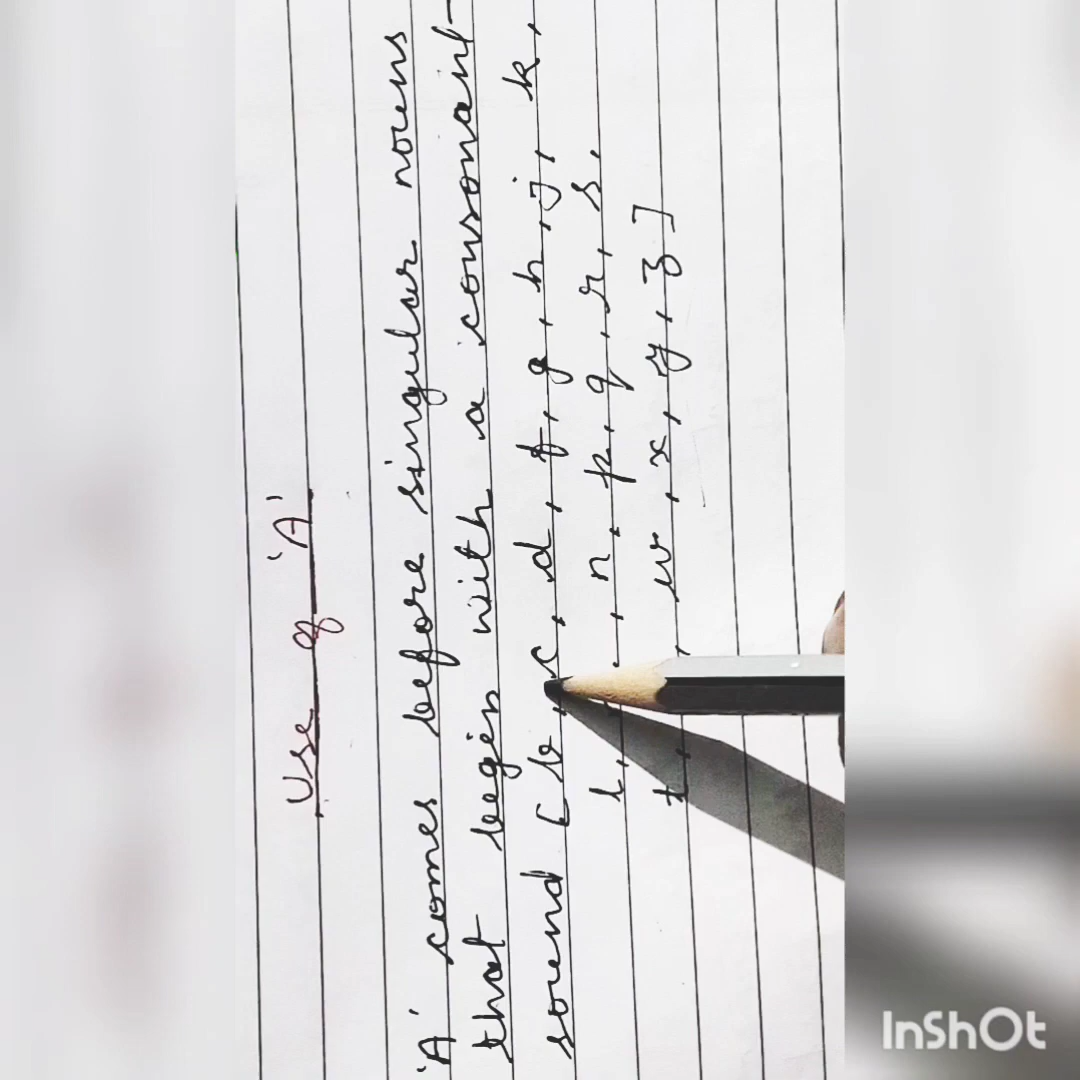 Use of 'A'
'A' comes before singular nouns
that begin with a consonant-
sound [b, c, d, f, g, h, j, k,
l, , n, p, q, r, s,
t, , w, x, y, z]
InShOt